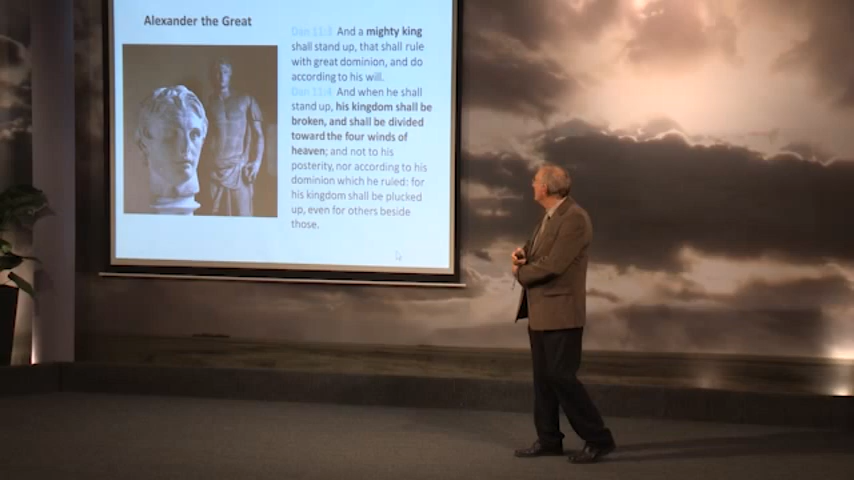 Alexander the Great
Dan 11:3 And a mighty king
shall stand up, that shall rule
with great dominion, and do
according to his will.
Dan 11:4 And when he shall
stand up, his kingdom shall be
broken, and shall be divided
toward the four winds of
heaven; and not to his
posterity, nor according to his
dominion which he ruled: for
his kingdom shall be plucked
up, even for others beside
those.